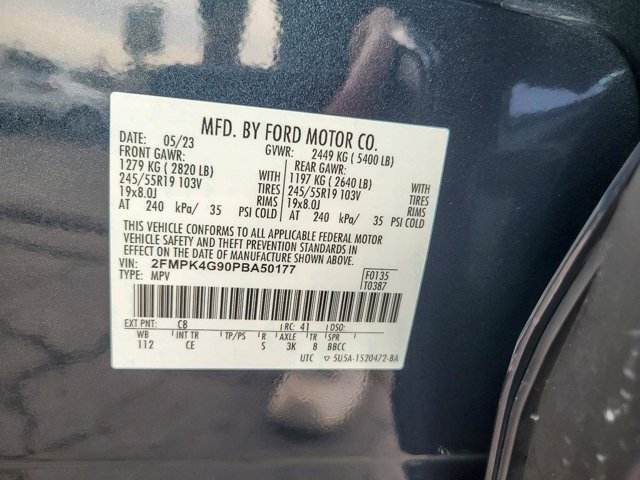 MFD. BY FORD MOTOR CO.
DATE: 05/23 GVWR: 2449 KG ( 5400 LB)
FRONT GAWR: REAR GAWR:
1279 KG ( 2820 LB) WITH 1197 KG ( 2640 LB) WITH
245/55R19 103V TIRES 245/55R19 103V TIRES
19x8.0J RIMS 19x8.0J RIMS
AT 240 kPa/ 35 PSI COLD AT 240 kPa/ 35 PSI COLD
THIS VEHICLE CONFORMS TO ALL APPLICABLE FEDERAL MOTOR
VEHICLE SAFETY AND THEFT PREVENTION STANDARDS IN
EFFECT ON THE DATE OF MANUFACTURE SHOWN ABOVE.
VIN: 2FMPK4G90PBA50177 F0135
TYPE: MPV T0387
EXT PNT: CB RC: 41 DSO:
WB INT TR TP/PS R AXLE TR SPR
112 CE S 3K 8 BBCC
UTC ▽ 5U5A-1520472-BA